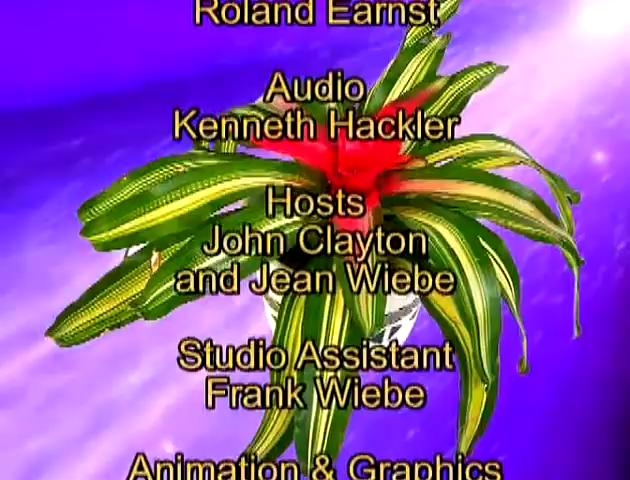 Roland Earnst
Audio
Kenneth Hackler
Hosts
John Clayton
and Jean Wiebe
Studio Assistant
Frank Wiebe
Animation & Graphics